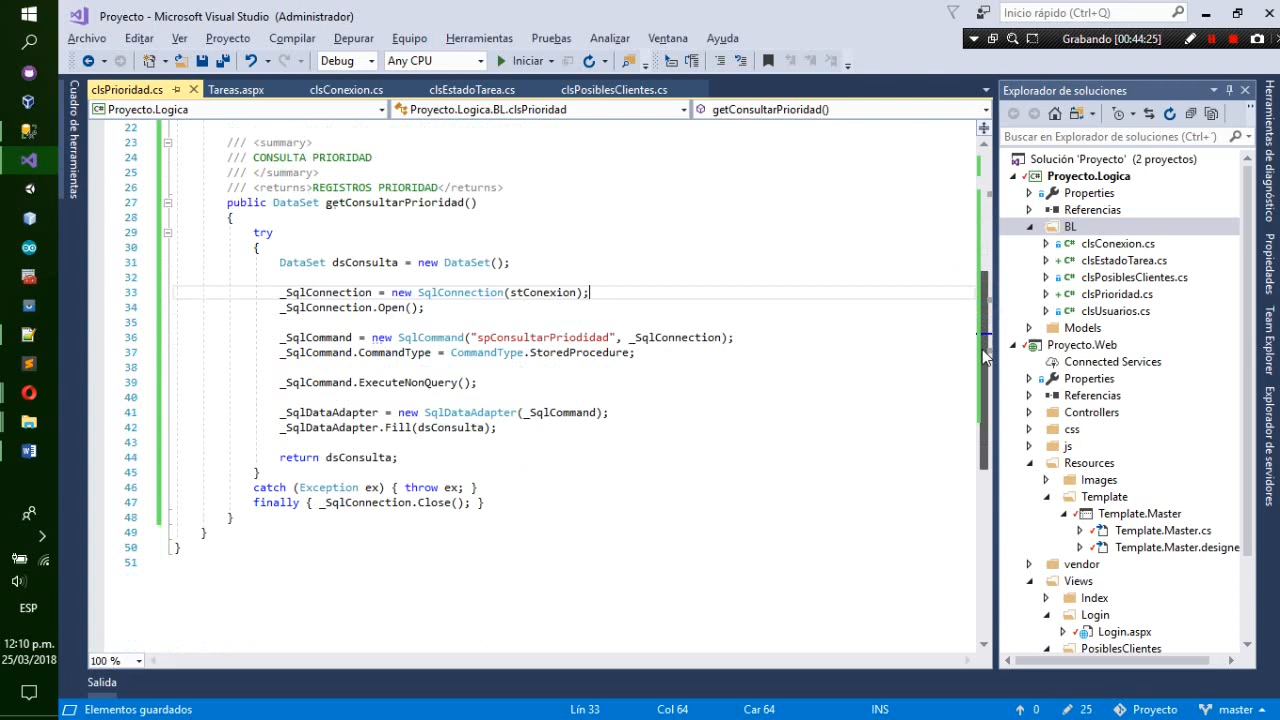 Proyecto - Microsoft Visual Studio (Administrador)
Inicio rápido (Ctrl+Q)
Archivo Editar Ver Proyecto Compilar Depurar Equipo Herramientas Pruebas Analizar Ventana Ayuda
Grabando [00:44:25]
Debug Any CPU Iniciar
Cuadro de herramientas
clsPrioridad.cs Tareas.aspx clsConexion.cs clsEstadoTarea.cs clsPosiblesClientes.cs
Proyecto.Logica Proyecto.Logica.BL.clsPrioridad getConsultarPrioridad()
22
23 /// <summary>
24 /// CONSULTA PRIORIDAD
25 /// </summary>
26 /// <returns>REGISTROS PRIORIDAD</returns>
27 public DataSet getConsultarPrioridad()
28 {
29 try
30 {
31 DataSet dsConsulta = new DataSet();
32
33 _SqlConnection = new SqlConnection(stConexion);
34 _SqlConnection.Open();
35
36 _SqlCommand = new SqlCommand("spConsultarPriodidad", _SqlConnection);
37 _SqlCommand.CommandType = CommandType.StoredProcedure;
38
39 _SqlCommand.ExecuteNonQuery();
40
41 _SqlDataAdapter = new SqlDataAdapter(_SqlCommand);
42 _SqlDataAdapter.Fill(dsConsulta);
43
44 return dsConsulta;
45 }
46 catch (Exception ex) { throw ex; }
47 finally { _SqlConnection.Close(); }
48 }
49 }
50 }
51
100 %
Salida
Explorador de soluciones
Buscar en Explorador de soluciones (Ctrl+')
Solución 'Proyecto' (2 proyectos)
Proyecto.Logica
Properties
Referencias
BL
clsConexion.cs
clsEstadoTarea.cs
clsPosiblesClientes.cs
clsPrioridad.cs
clsUsuarios.cs
Models
Proyecto.Web
Connected Services
Properties
Referencias
Controllers
css
js
Resources
Images
Template
Template.Master
Template.Master.cs
Template.Master.designe
vendor
Views
Index
Login
Login.aspx
PosiblesClientes
Herramientas de diagnóstico
Propiedades
Team Explorer
Explorador de servidores
ESP
12:10 p.m.
25/03/2018
Elementos guardados Lín 33 Col 64 Car 64 INS 0 25 Proyecto master